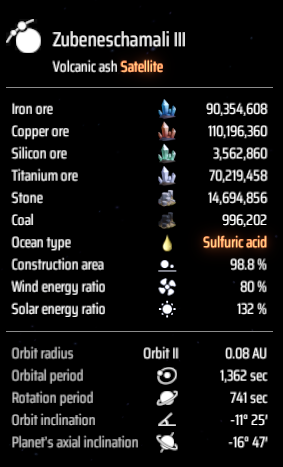 Zubeneschamali III
Volcanic ash Satellite
Iron ore 90,354,608
Copper ore 110,196,360
Silicon ore 3,562,860
Titanium ore 70,219,458
Stone 14,694,856
Coal 996,202
Ocean type Sulfuric acid
Construction area 98.8 %
Wind energy ratio 80 %
Solar energy ratio 132 %
Orbit radius Orbit II 0.08 AU
Orbital period 1,362 sec
Rotation period 741 sec
Orbit inclination -11° 25'
Planet's axial inclination -16° 47'